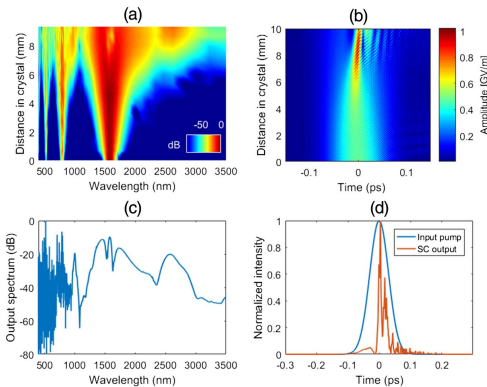 (a)
Distance in crystal (mm)
8
6
4
2
0
-50 0
dB
500 1000 1500 2000 2500 3000 3500
Wavelength (nm)
(b)
Distance in crystal (mm)
10
8
6
4
2
0
-0.1 0 0.1
Time (ps)
1
0.8
0.6
0.4
0.2
Amplitude [GV/m]
(c)
Output spectrum (dB)
0
-20
-40
-60
-80
500 1000 1500 2000 2500 3000 3500
Wavelength (nm)
(d)
Normalized intensity
1
0.8
0.6
0.4
0.2
0
Input pump
SC output
-0.3 -0.2 -0.1 0 0.1 0.2
Time (ps)